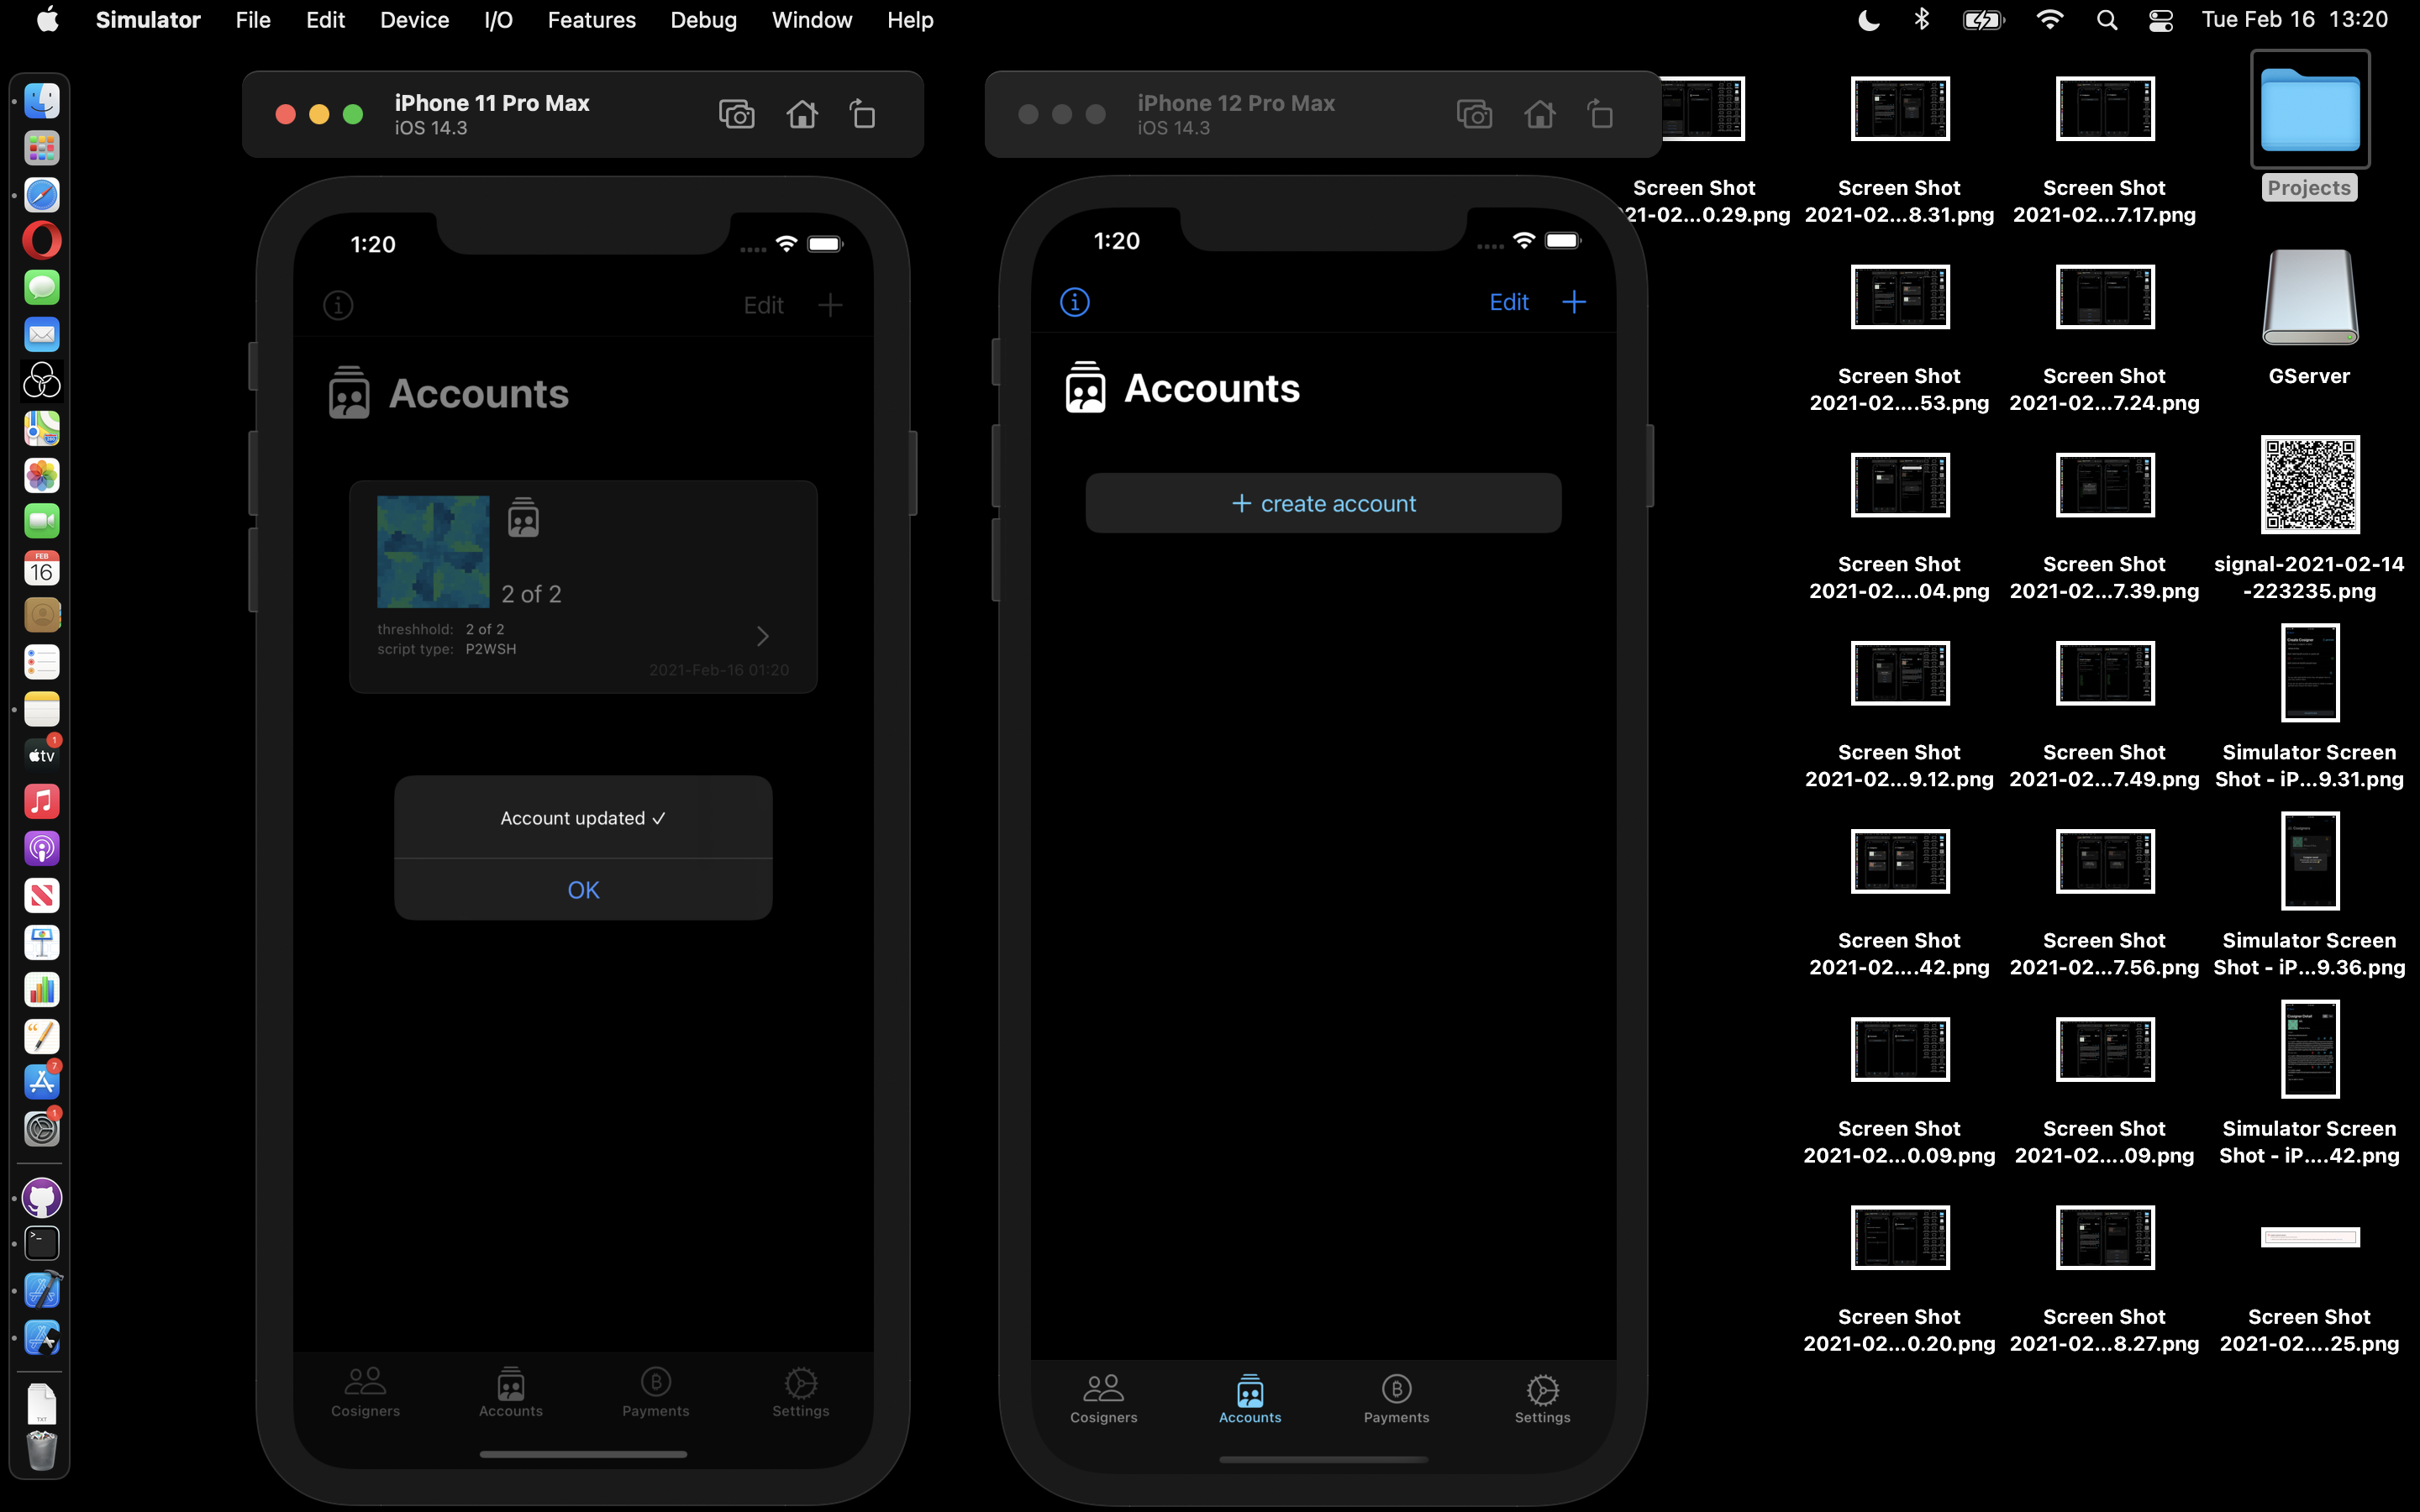 Simulator File Edit Device I/O Features Debug Window Help
Tue Feb 16 13:20
iPhone 11 Pro Max
iOS 14.3
1:20
Edit
Accounts
2 of 2
threshhold: 2 of 2
script type: P2WSH
2021-Feb-16 01:20
Account updated ✓
OK
Cosigners Accounts Payments Settings
iPhone 12 Pro Max
iOS 14.3
1:20
Edit
Accounts
+ create account
Cosigners Accounts Payments Settings
Screen Shot
21-02...0.29.png
Screen Shot
2021-02...8.31.png
Screen Shot
2021-02...7.17.png
Projects
Screen Shot
2021-02....53.png
Screen Shot
2021-02...7.24.png
GServer
Screen Shot
2021-02....04.png
Screen Shot
2021-02...7.39.png
signal-2021-02-14
-223235.png
Screen Shot
2021-02...9.12.png
Screen Shot
2021-02...7.49.png
Simulator Screen
Shot - iP...9.31.png
Screen Shot
2021-02....42.png
Screen Shot
2021-02...7.56.png
Simulator Screen
Shot - iP...9.36.png
Screen Shot
2021-02...0.09.png
Screen Shot
2021-02....09.png
Simulator Screen
Shot - iP....42.png
Screen Shot
2021-02...0.20.png
Screen Shot
2021-02...8.27.png
Screen Shot
2021-02....25.png
FEB
16
1
tv
7
1
TXT